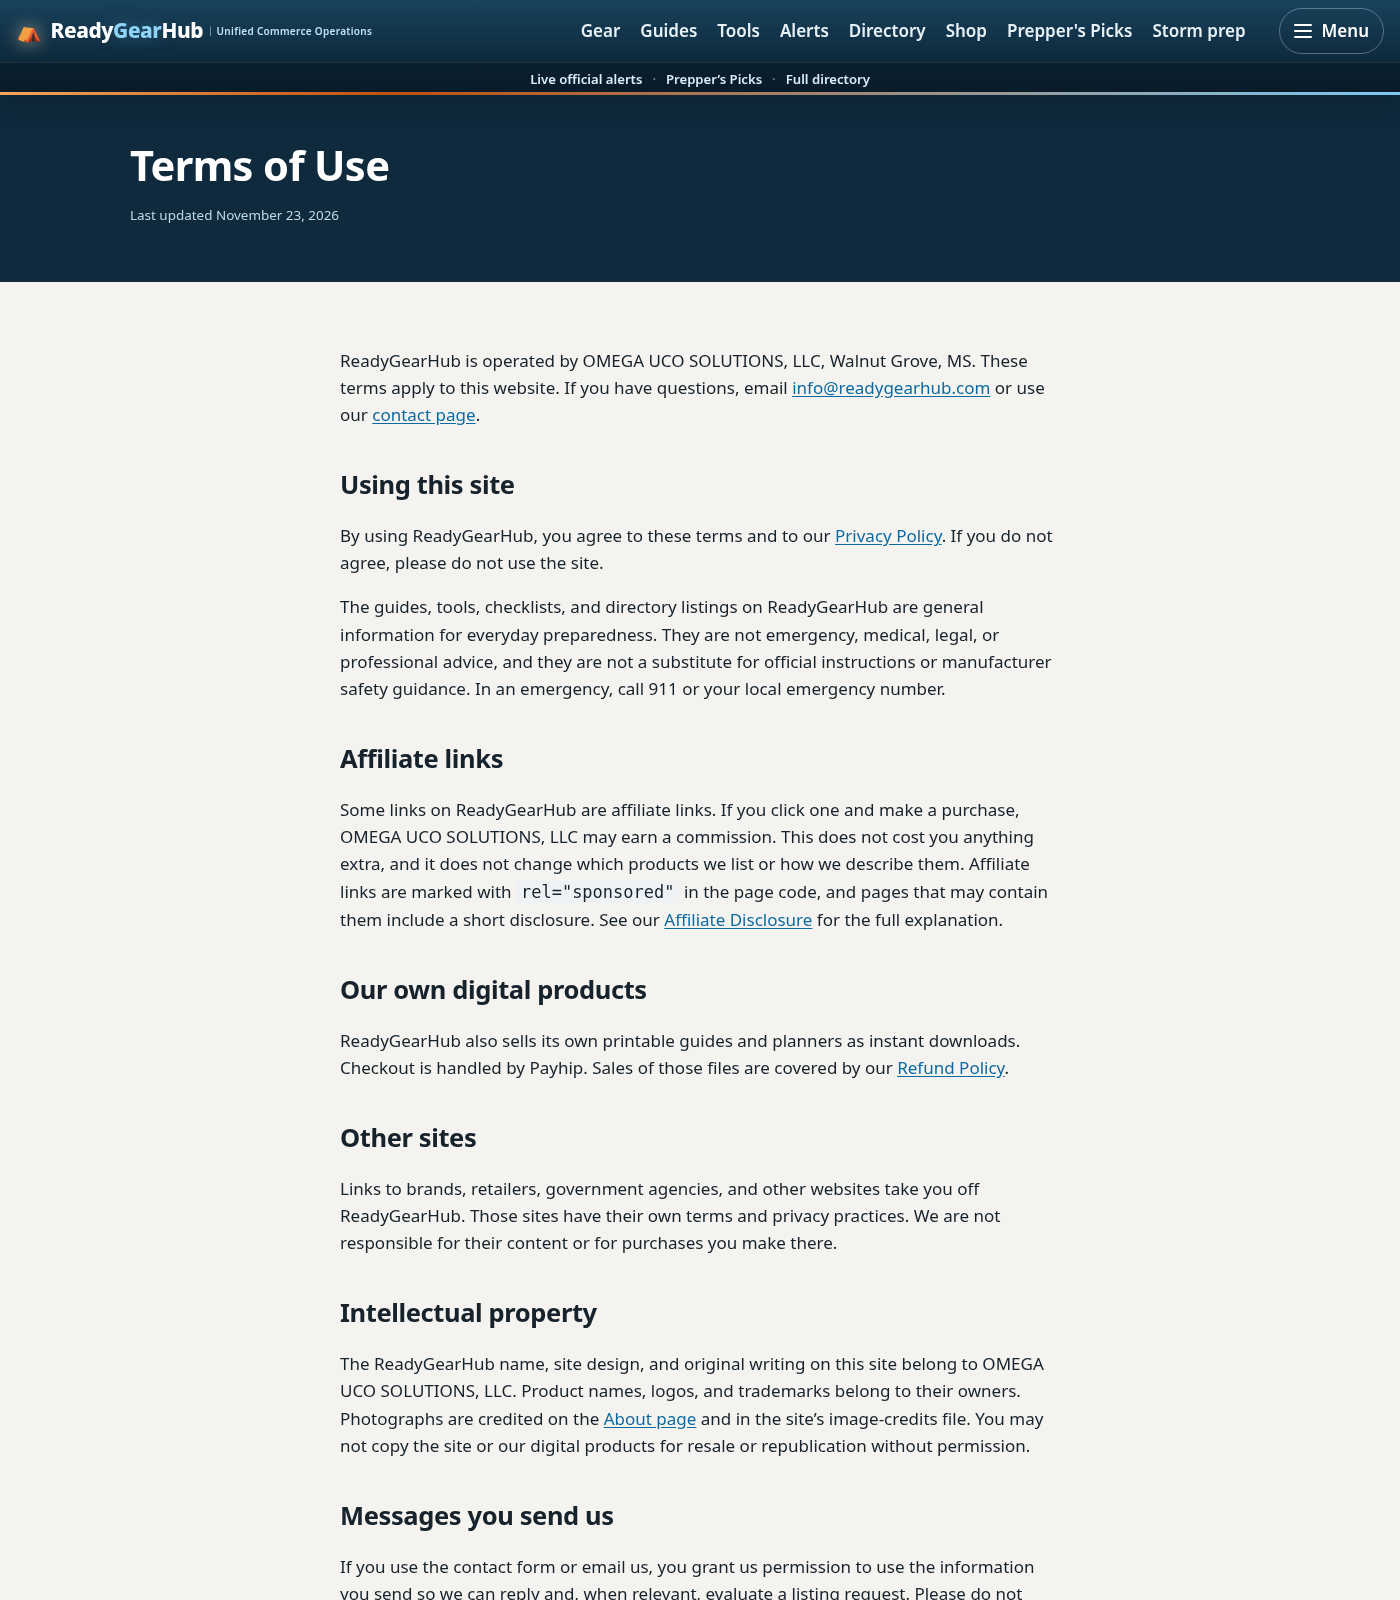 ReadyGearHub | Unified Commerce Operations
Gear Guides Tools Alerts Directory Shop Prepper's Picks Storm prep Menu
Live official alerts · Prepper’s Picks · Full directory
Terms of Use
Last updated November 23, 2026
ReadyGearHub is operated by OMEGA UCO SOLUTIONS, LLC, Walnut Grove, MS. These
terms apply to this website. If you have questions, email info@readygearhub.com or use
our contact page.
Using this site
By using ReadyGearHub, you agree to these terms and to our Privacy Policy. If you do not
agree, please do not use the site.
The guides, tools, checklists, and directory listings on ReadyGearHub are general
information for everyday preparedness. They are not emergency, medical, legal, or
professional advice, and they are not a substitute for official instructions or manufacturer
safety guidance. In an emergency, call 911 or your local emergency number.
Affiliate links
Some links on ReadyGearHub are affiliate links. If you click one and make a purchase,
OMEGA UCO SOLUTIONS, LLC may earn a commission. This does not cost you anything
extra, and it does not change which products we list or how we describe them. Affiliate
links are marked with rel="sponsored" in the page code, and pages that may contain
them include a short disclosure. See our Affiliate Disclosure for the full explanation.
Our own digital products
ReadyGearHub also sells its own printable guides and planners as instant downloads.
Checkout is handled by Payhip. Sales of those files are covered by our Refund Policy.
Other sites
Links to brands, retailers, government agencies, and other websites take you off
ReadyGearHub. Those sites have their own terms and privacy practices. We are not
responsible for their content or for purchases you make there.
Intellectual property
The ReadyGearHub name, site design, and original writing on this site belong to OMEGA
UCO SOLUTIONS, LLC. Product names, logos, and trademarks belong to their owners.
Photographs are credited on the About page and in the site’s image-credits file. You may
not copy the site or our digital products for resale or republication without permission.
Messages you send us
If you use the contact form or email us, you grant us permission to use the information
you send so we can reply and, when relevant, evaluate a listing request. Please do not